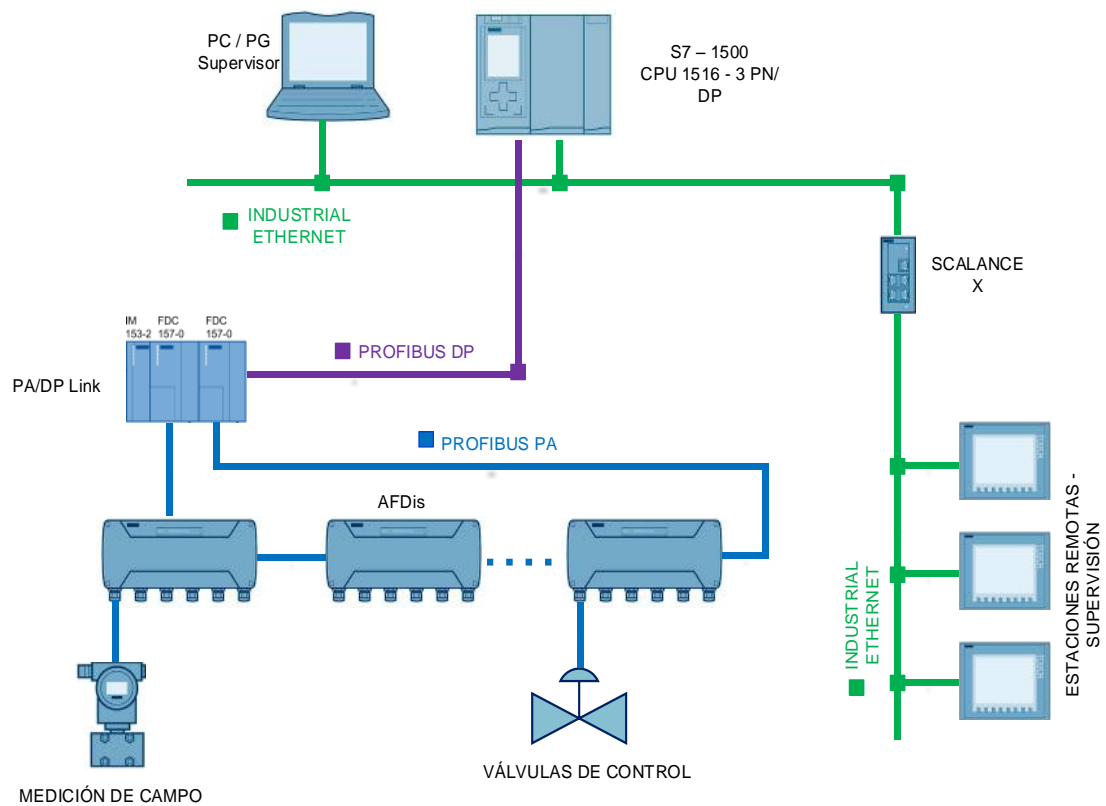 PC / PG
Supervisor
S7 – 1500
CPU 1516 - 3 PN/
DP
INDUSTRIAL
ETHERNET
SCALANCE
X
IM
153-2
FDC
157-0
FDC
157-0
PROFIBUS DP
PA/DP Link
PROFIBUS PA
AFDis
INDUSTRIAL
ETHERNET
ESTACIONES REMOTAS -
SUPERVISIÓN
VÁLVULAS DE CONTROL
MEDICIÓN DE CAMPO